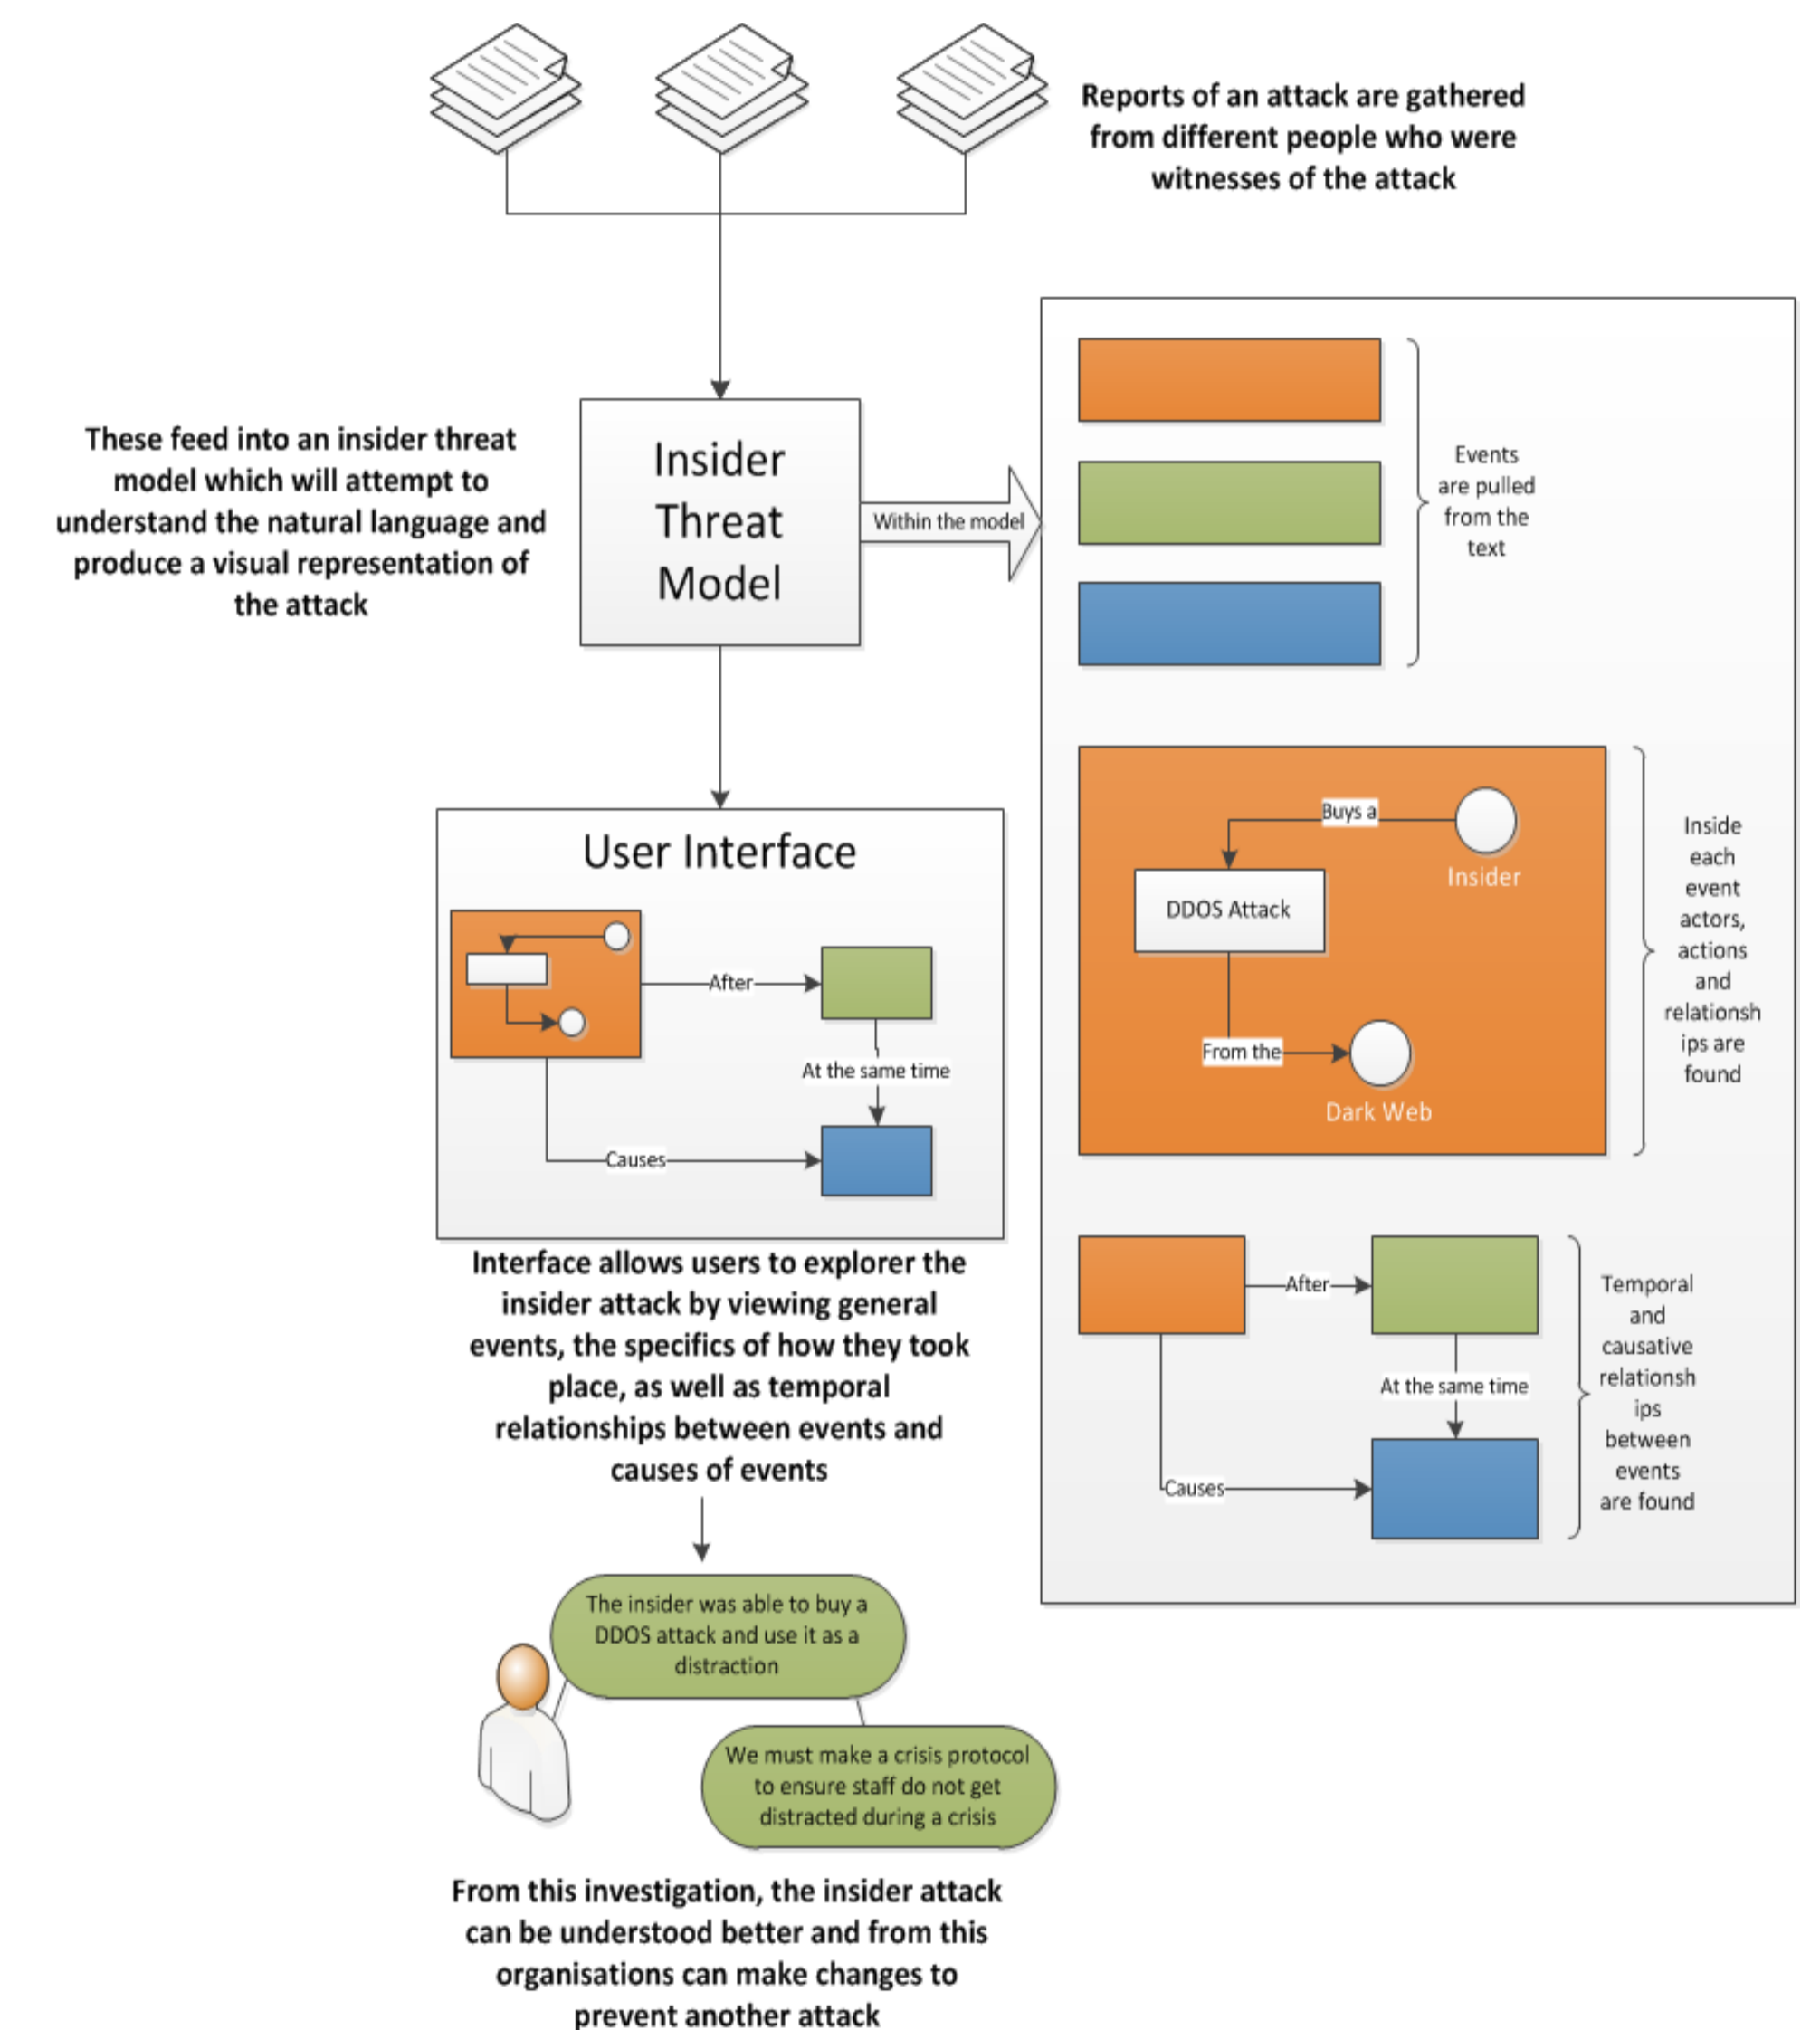 Reports of an attack are gathered
from different people who were
witnesses of the attack
These feed into an insider threat
model which will attempt to
understand the natural language and
produce a visual representation of
the attack
Insider
Threat
Model
Within the model
Events
are pulled
from the
text
Buys a
Insider
DDOS Attack
From the
Dark Web
Inside
each
event
actors,
actions
and
relationsh
ips are
found
After
At the same time
Causes
Temporal
and
causative
relationsh
ips
between
events
are found
User Interface
After
At the same time
Causes
Interface allows users to explorer the
insider attack by viewing general
events, the specifics of how they took
place, as well as temporal
relationships between events and
causes of events
The insider was able to buy a
DDOS attack and use it as a
distraction
We must make a crisis protocol
to ensure staff do not get
distracted during a crisis
From this investigation, the insider attack
can be understood better and from this
organisations can make changes to
prevent another attack